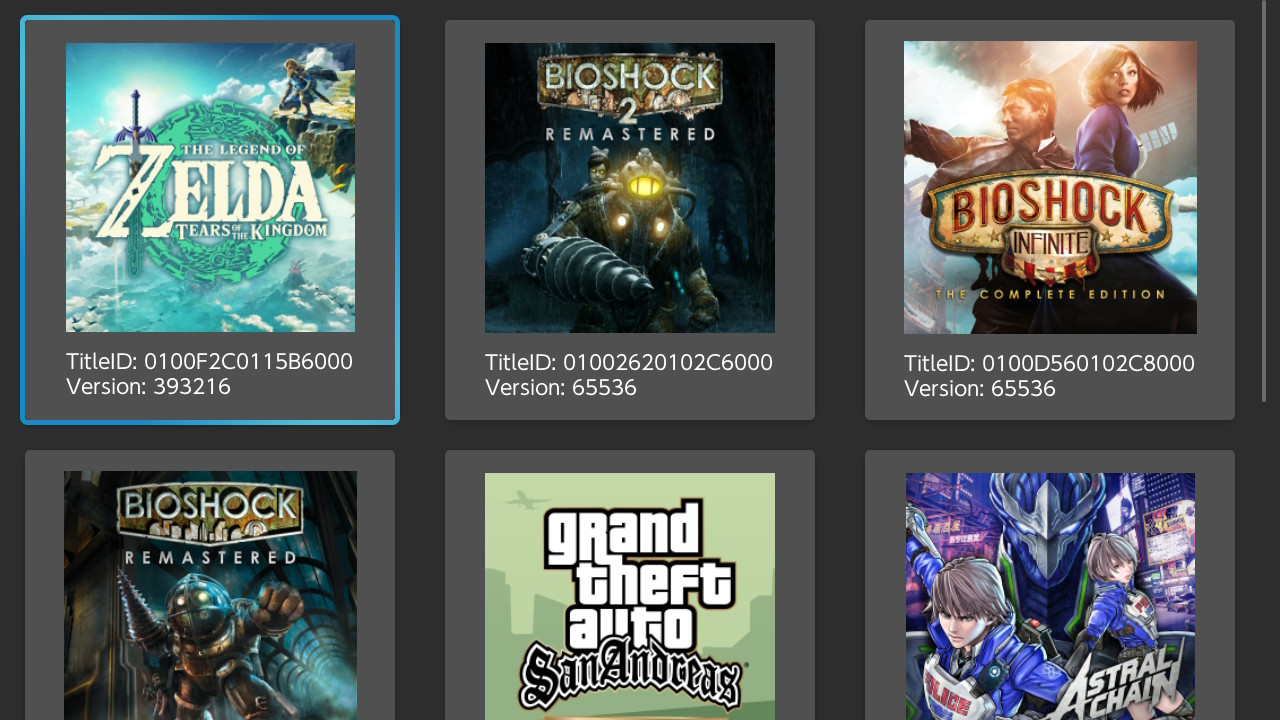 THE LEGEND OF
ZELDA
TEARS OF THE KINGDOM
TitleID: 0100F2C0115B6000
Version: 393216
BIOSHOCK
2
REMASTERED
TitleID: 01002620102C6000
Version: 65536
BIOSHOCK
INFINITE
THE COMPLETE EDITION
TitleID: 0100D560102C8000
Version: 65536
BIOSHOCK
REMASTERED
grand
theft
auto
San Andreas
POLICE
ASTRAL
CHAIN